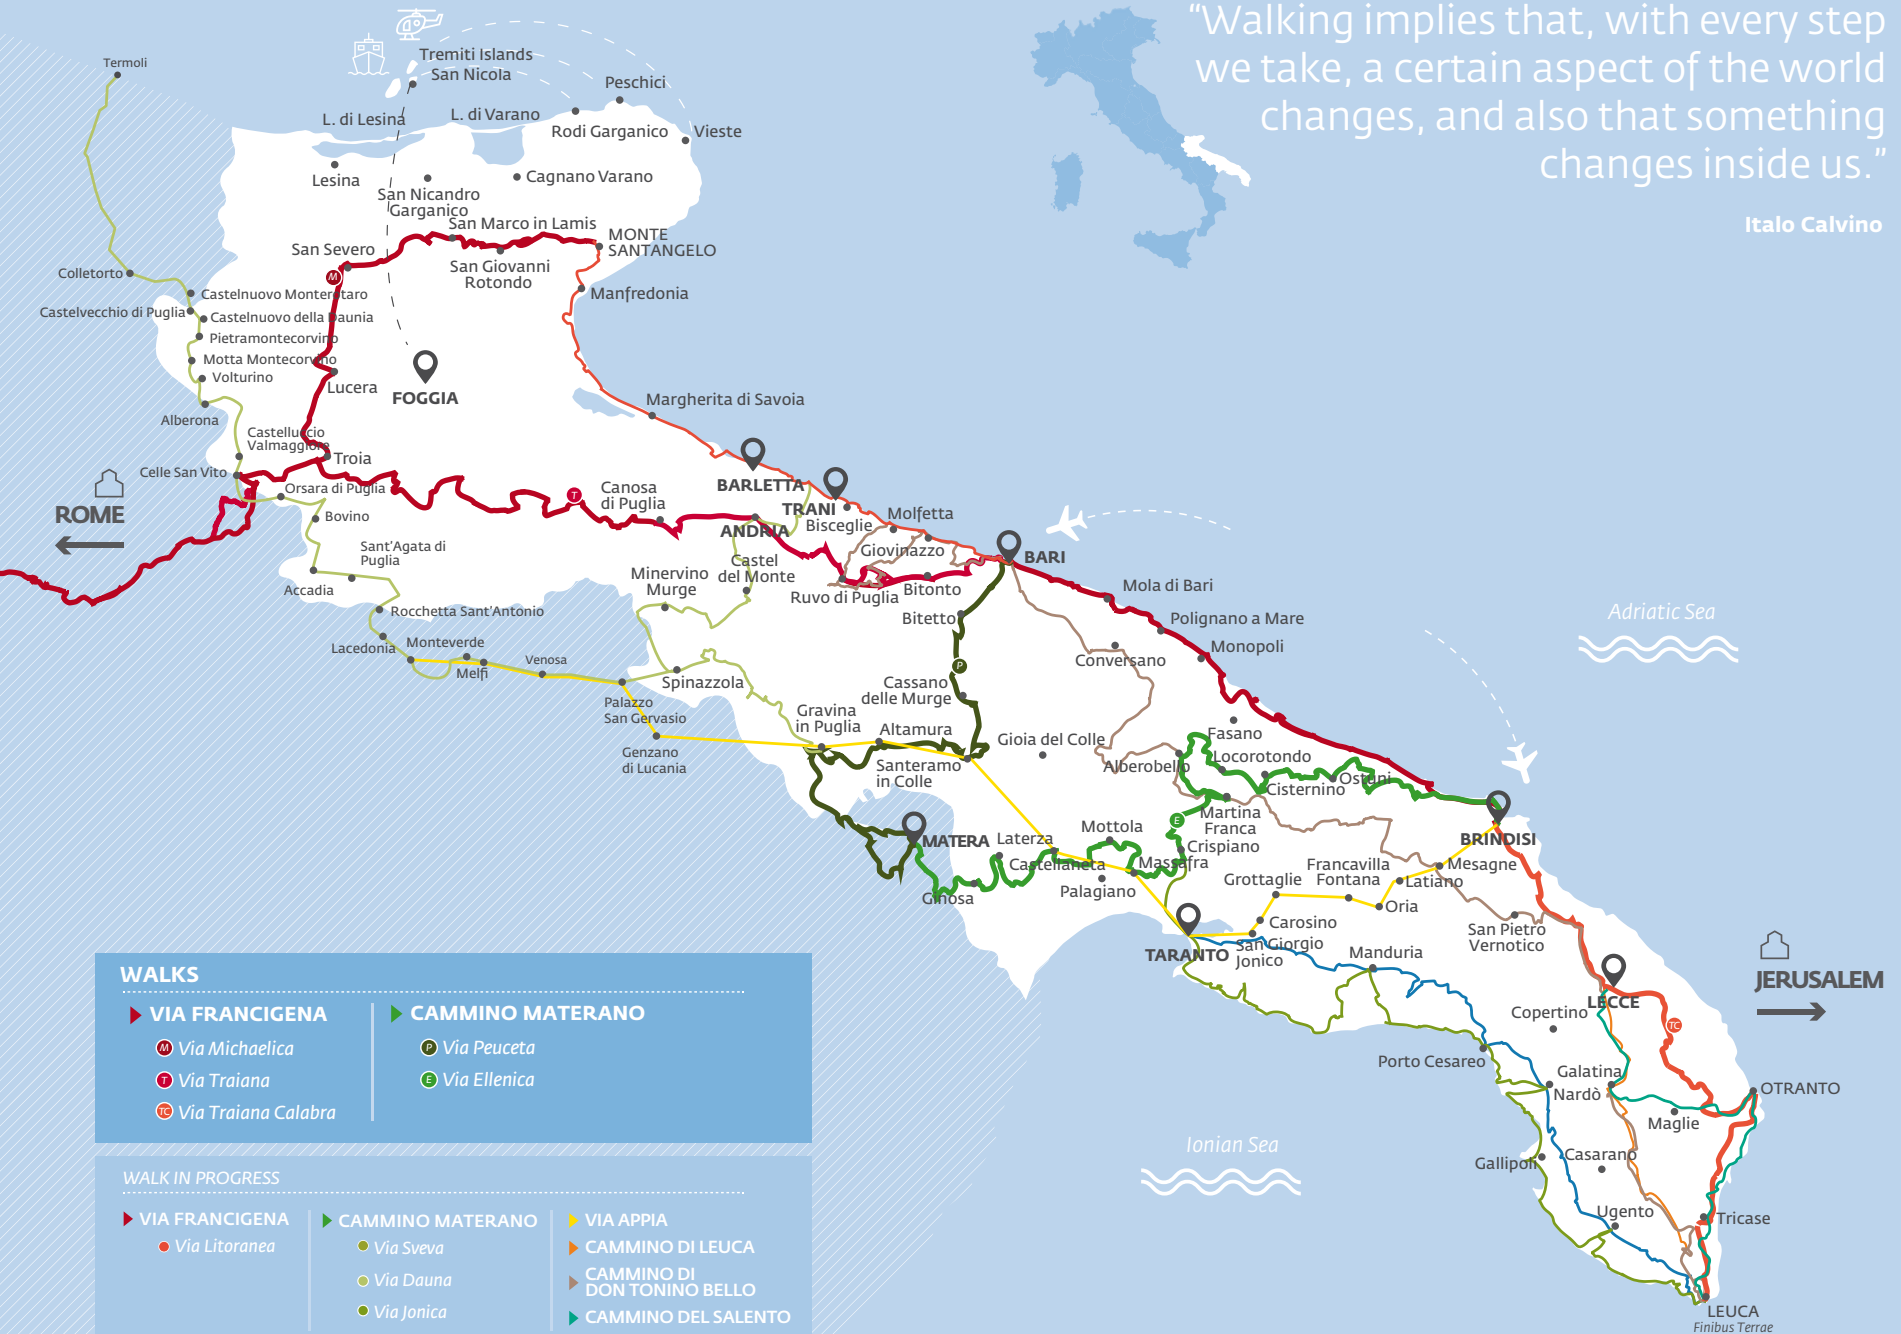 “Walking implies that, with every step
we take, a certain aspect of the world
changes, and also that something
changes inside us.”
Italo Calvino
Termoli
Tremiti Islands
San Nicola
Peschici
L. di Lesina
L. di Varano
Rodi Garganico
Vieste
Lesina
San Nicandro
Garganico
Cagnano Varano
San Marco in Lamis
MONTE
SANTANGELO
San Severo
M
San Giovanni
Rotondo
Manfredonia
Colletorto
Castelnuovo Monterotaro
Castelvecchio di Puglia
Castelnuovo della Daunia
Pietramontecorvino
Motta Montecorvino
Volturino
Lucera
FOGGIA
Alberona
Margherita di Savoia
Castelluccio
Valmaggiore
Troia
Celle San Vito
Orsara di Puglia
ROME
Bovino
T
Canosa
di Puglia
BARLETTA
TRANI
Bisceglie
Molfetta
ANDRIA
Giovinazzo
BARI
Sant’Agata di
Puglia
Accadia
Castel
del Monte
Minervino
Murge
Ruvo di Puglia
Bitonto
Bitetto
Mola di Bari
Polignano a Mare
Monopoli
Adriatic Sea
Rocchetta Sant’Antonio
Lacedonia
Monteverde
Melfi
Venosa
Palazzo
San Gervasio
Spinazzola
P
Conversano
Cassano
delle Murge
Genzano
di Lucania
Gravina
in Puglia
Altamura
Santeramo
in Colle
Gioia del Colle
Fasano
Alberobello
Locorotondo
Cisternino
Ostuni
MATERA
Laterza
Mottola
E
Martina
Franca
Crispiano
BRINDISI
Castellaneta
Massafra
Palagiano
Ginosa
Francavilla
Fontana
Mesagne
Latiano
Grottaglie
Oria
Carosino
San Giorgio
Jonico
TARANTO
Manduria
San Pietro
Vernotico
LECCE
JERUSALEM
Copertino
TC
Porto Cesareo
Galatina
Nardò
OTRANTO
Maglie
Ionian Sea
Gallipoli
Casarano
Ugento
Tricase
LEUCA
Finibus Terrae
WALKS
VIA FRANCIGENA
M Via Michaelica
T Via Traiana
TC Via Traiana Calabra
CAMMINO MATERANO
P Via Peuceta
E Via Ellenica
WALK IN PROGRESS
VIA FRANCIGENA
Via Litoranea
CAMMINO MATERANO
Via Sveva
Via Dauna
Via Jonica
VIA APPIA
CAMMINO DI LEUCA
CAMMINO DI
DON TONINO BELLO
CAMMINO DEL SALENTO